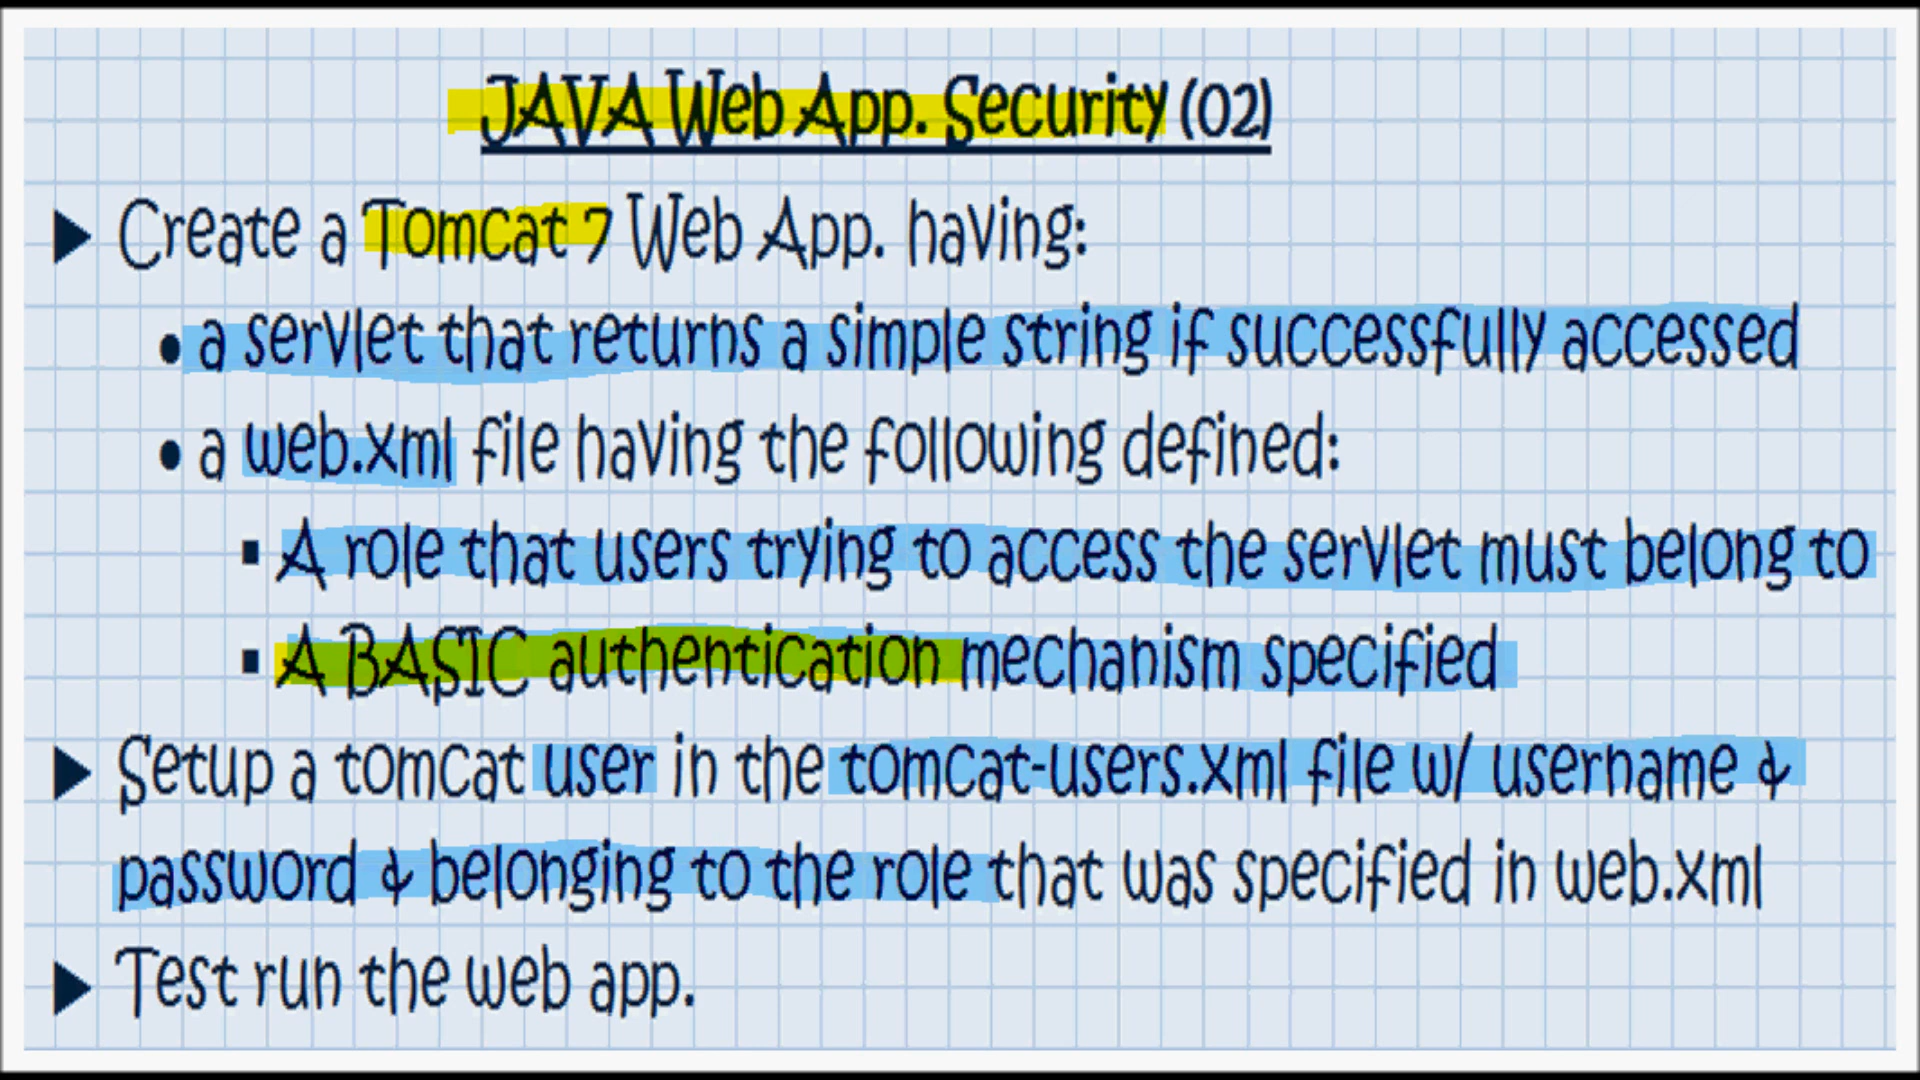 JAVA Web App. Security (02)
Create a Tomcat 7 Web App. having:
a servlet that returns a simple string if successfully accessed
a web.xml file having the following defined:
A role that users trying to access the servlet must belong to
A BASIC authentication mechanism specified
Setup a tomcat user in the tomcat-users.xml file w/ username &
password & belonging to the role that was specified in web.xml
Test run the web app.